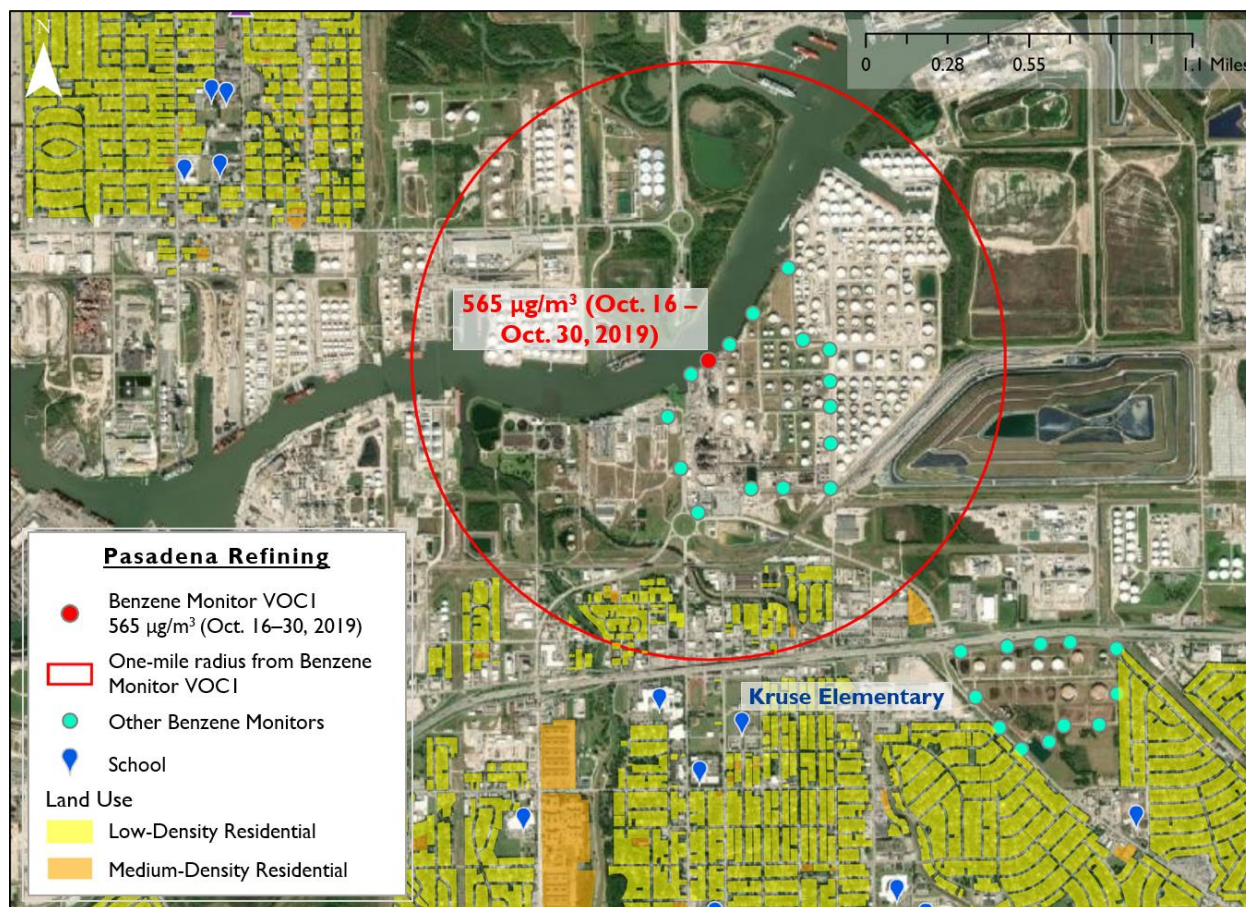 N
0 0.28 0.55 1.1 Miles
565 µg/m³ (Oct. 16 –
Oct. 30, 2019)
Kruse Elementary
Pasadena Refining
Benzene Monitor VOC1
565 µg/m³ (Oct. 16–30, 2019)
One-mile radius from Benzene
Monitor VOC1
Other Benzene Monitors
School
Land Use
Low-Density Residential
Medium-Density Residential